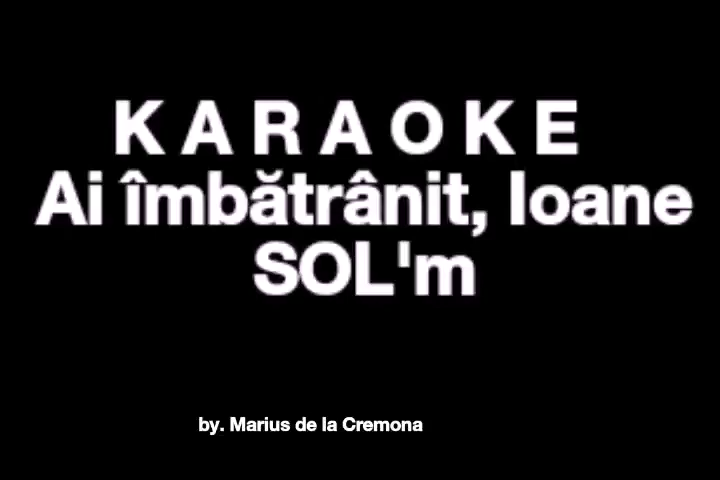 K A R A O K E
Ai îmbătrânit, Ioane
SOL'm
by. Marius de la Cremona